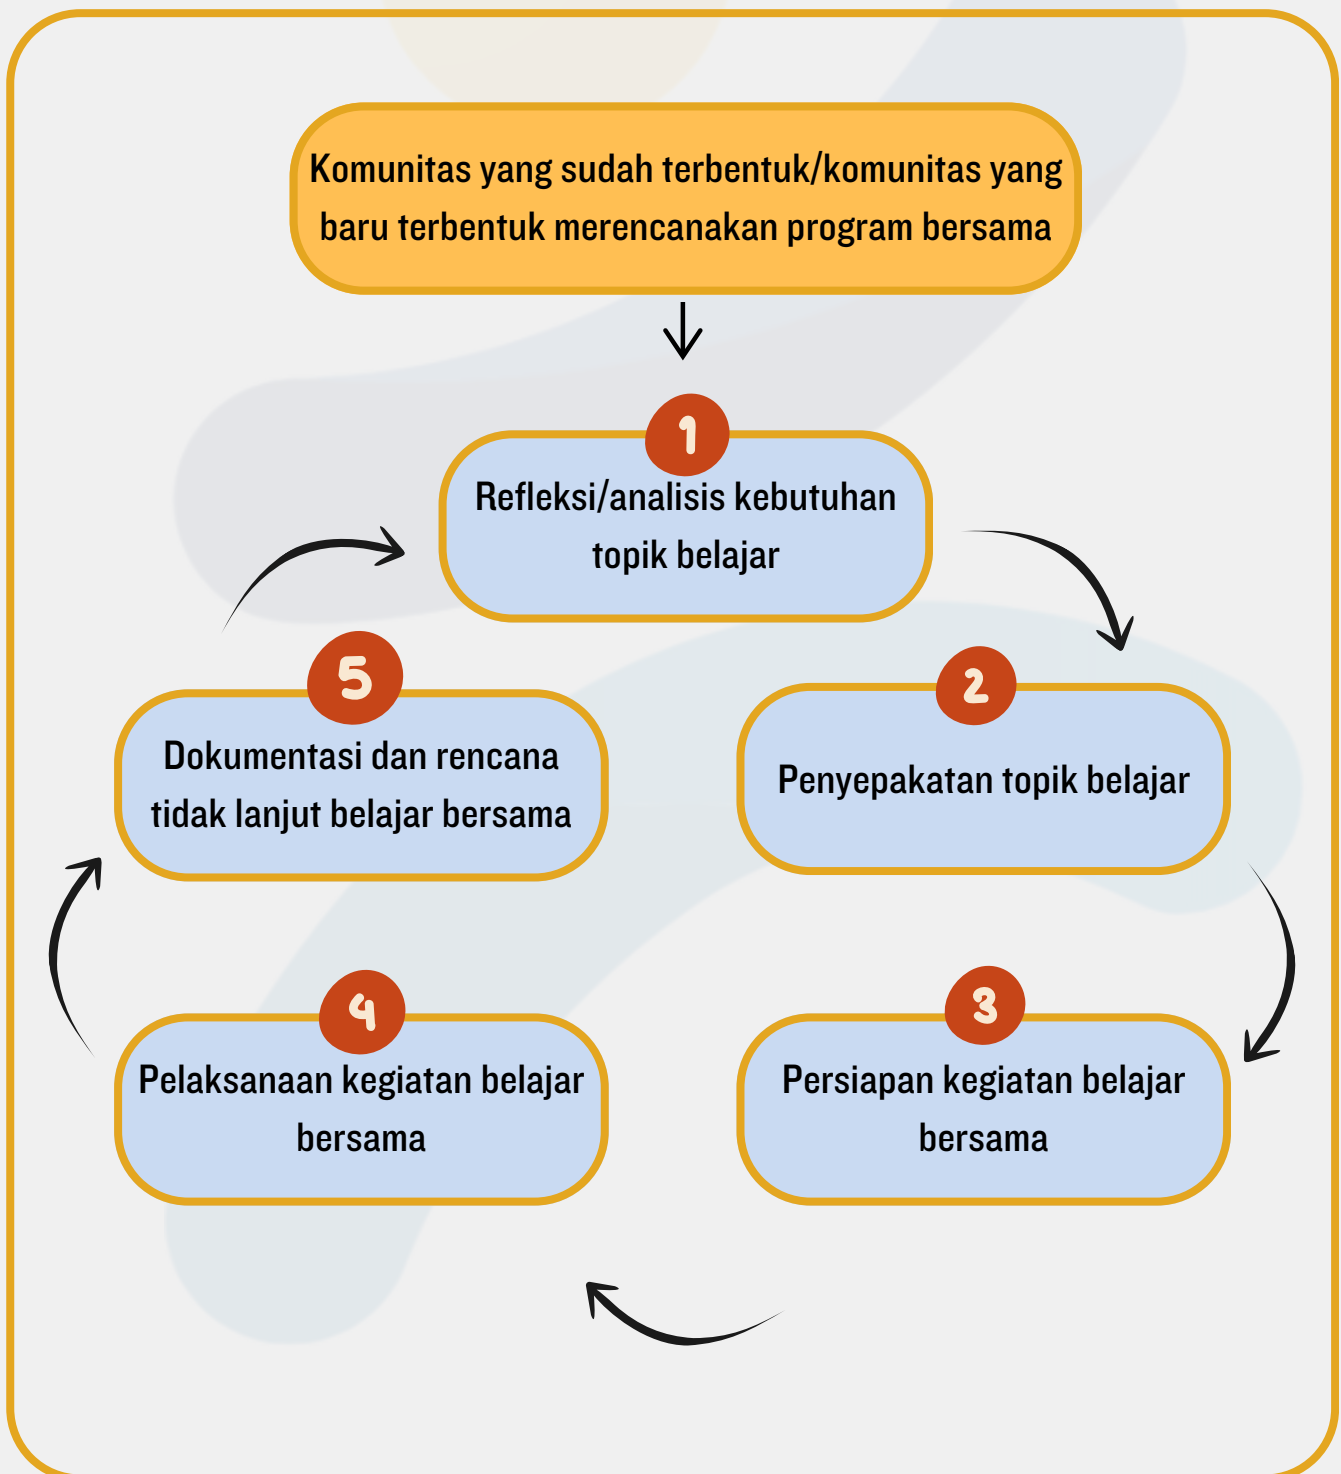 Komunitas yang sudah terbentuk/komunitas yang
baru terbentuk merencanakan program bersama
1
Refleksi/analisis kebutuhan
topik belajar
2
Penyepakatan topik belajar
3
Persiapan kegiatan belajar
bersama
4
Pelaksanaan kegiatan belajar
bersama
5
Dokumentasi dan rencana
tidak lanjut belajar bersama